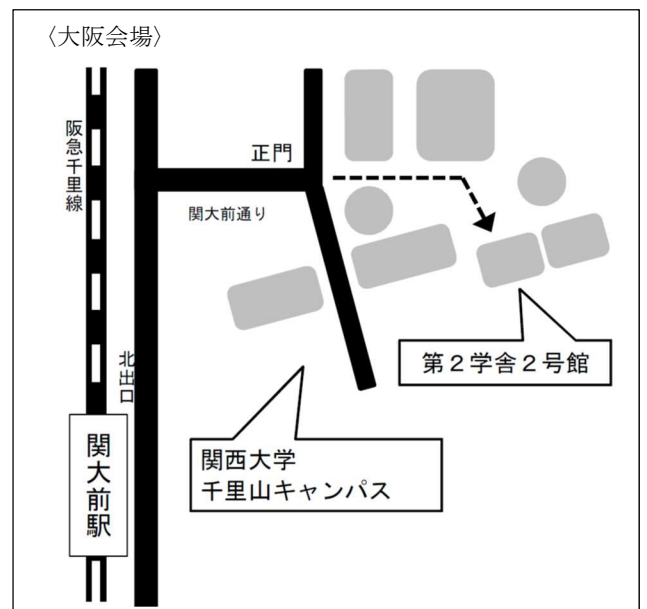 〈大阪会場〉
阪急千里線
正門
関大前通り
第２学舎２号館
北出口
関西大学
千里山キャンパス
関大前駅